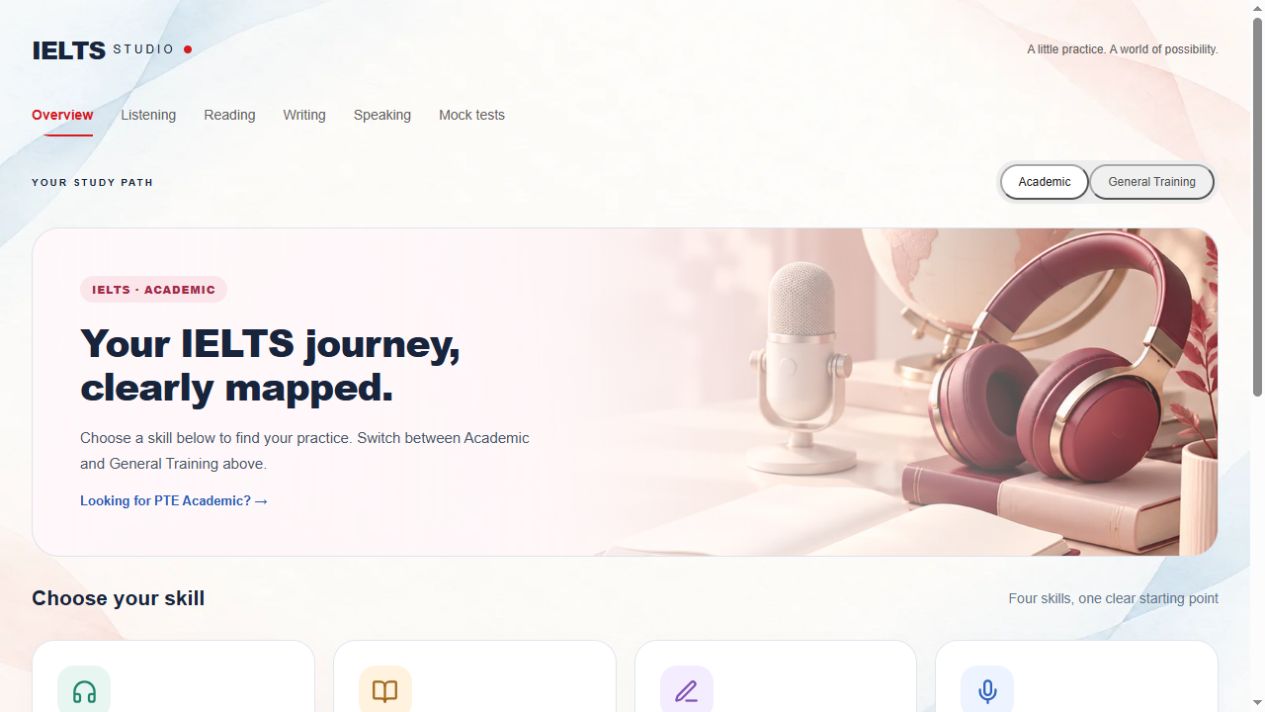 IELTS STUDIO
A little practice. A world of possibility.
Overview Listening Reading Writing Speaking Mock tests
YOUR STUDY PATH
Academic General Training
IELTS · ACADEMIC
Your IELTS journey,
clearly mapped.
Choose a skill below to find your practice. Switch between Academic
and General Training above.
Looking for PTE Academic? →
Choose your skill
Four skills, one clear starting point